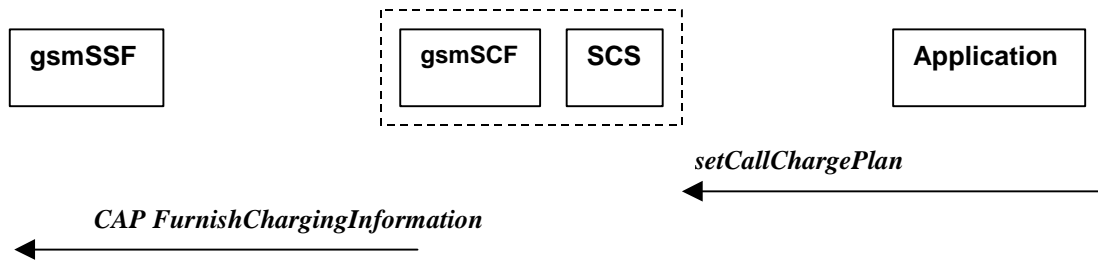 gsmSSF
gsmSCF
SCS
Application
setCallChargePlan
CAP FurnishChargingInformation